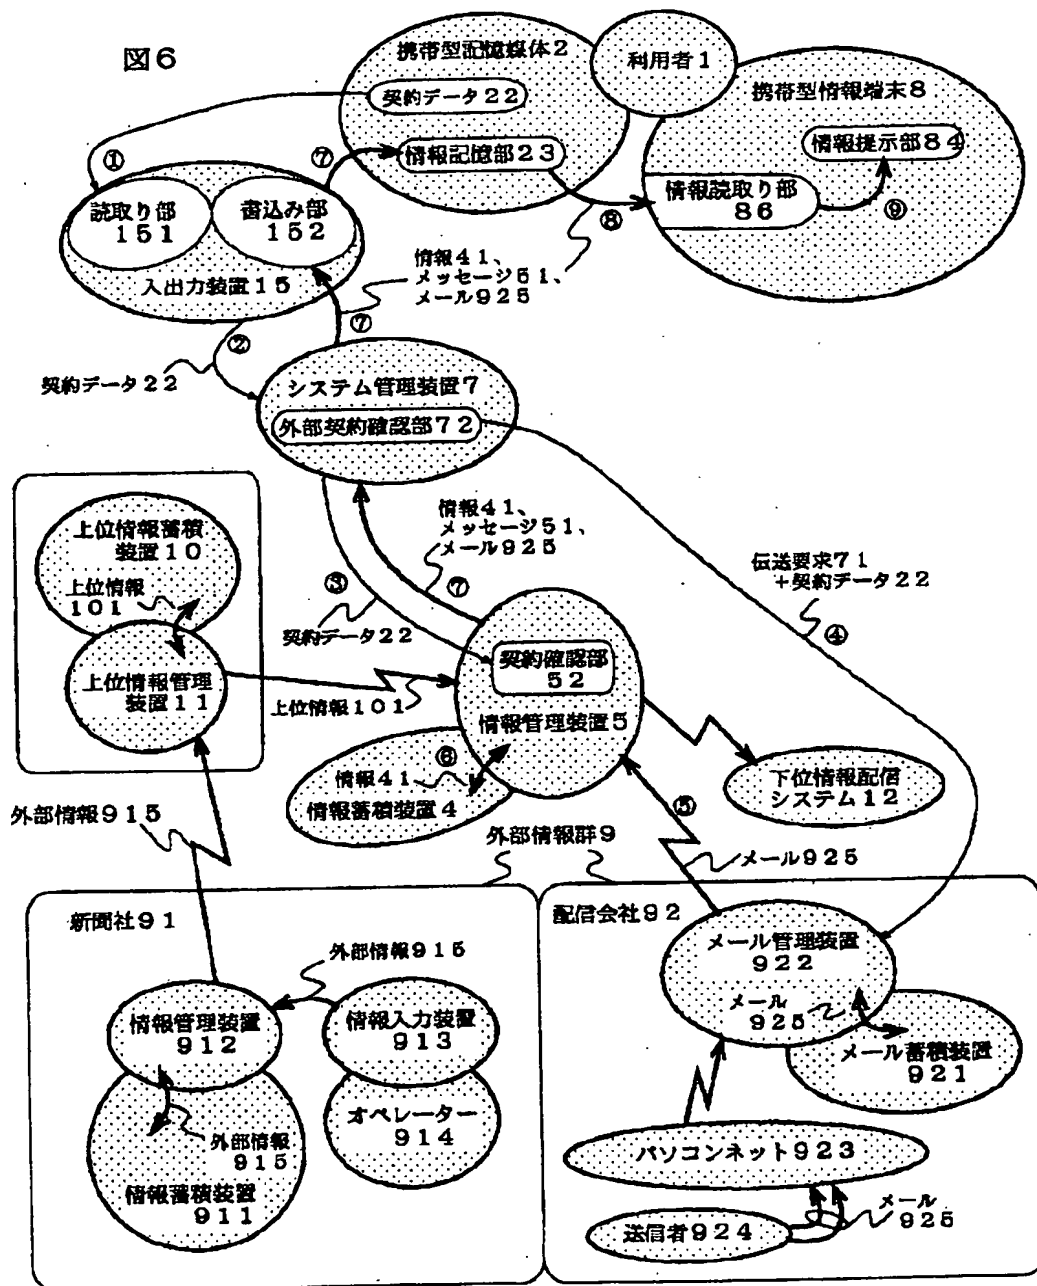 図6
携帯型記憶媒体2
利用者1
契約データ22
携帯型情報端末8
情報提示部84
①
⑦
情報記憶部23
情報読取り部
86
⑧
⑨
読取り部
151
書込み部
152
入出力装置15
情報41、
メッセージ51、
メール925
②
⑦
契約データ22
システム管理装置7
外部契約確認部72
上位情報蓄積
装置10
上位情報
101
上位情報管理
装置11
情報41、
メッセージ51、
メール925
③
⑦
契約データ22
伝送要求71
+契約データ22
④
契約確認部
52
情報管理装置5
上位情報101
⑥
情報41
情報蓄積装置4
下位情報配信
システム12
⑤
外部情報915
外部情報群9
メール925
新聞社91
外部情報915
情報管理装置
912
情報入力装置
913
オペレーター
914
外部情報
915
情報蓄積装置
911
配信会社92
メール管理装置
922
メール
925
メール蓄積装置
921
パソコンネット923
送信者924
メール
925